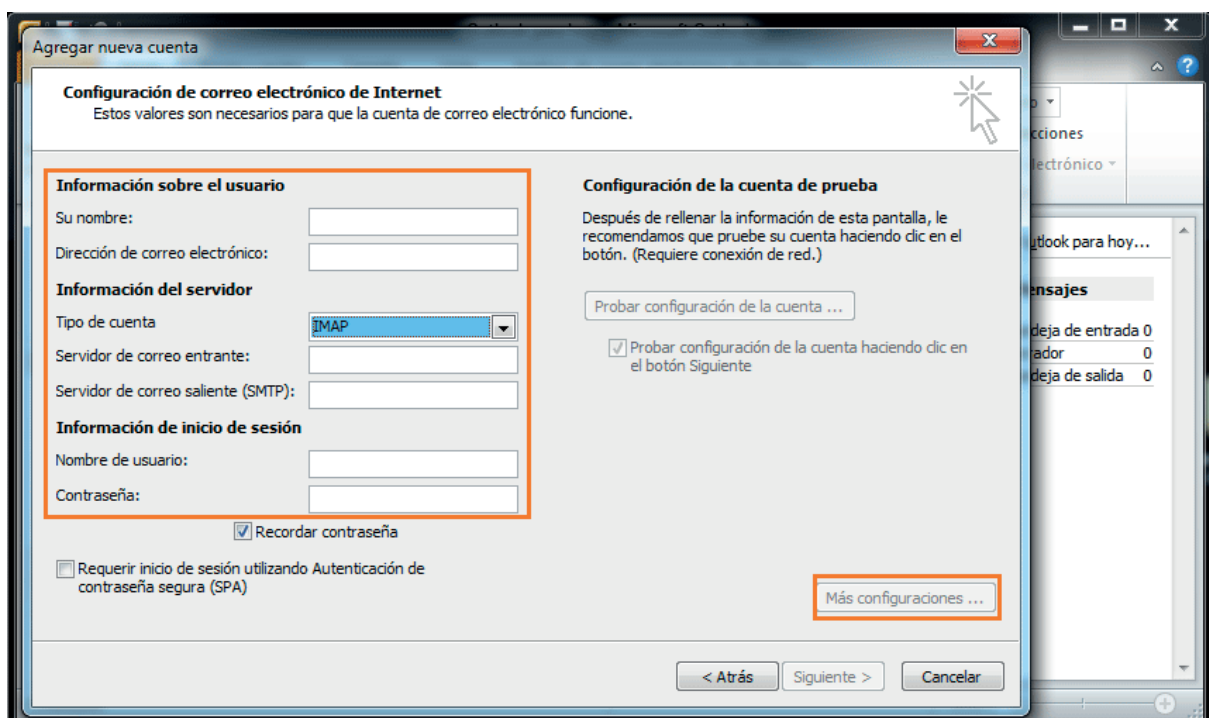 Agregar nueva cuenta
Configuración de correo electrónico de Internet
Estos valores son necesarios para que la cuenta de correo electrónico funcione.
Información sobre el usuario
Su nombre:
Dirección de correo electrónico:
Información del servidor
Tipo de cuenta
IMAP
Servidor de correo entrante:
Servidor de correo saliente (SMTP):
Información de inicio de sesión
Nombre de usuario:
Contraseña:
Recordar contraseña
Requerir inicio de sesión utilizando Autenticación de
contraseña segura (SPA)
Configuración de la cuenta de prueba
Después de rellenar la información de esta pantalla, le
recomendamos que pruebe su cuenta haciendo clic en el
botón. (Requiere conexión de red.)
Probar configuración de la cuenta ...
Probar configuración de la cuenta haciendo clic en
el botón Siguiente
Más configuraciones ...
< Atrás
Siguiente >
Cancelar
cciones
lectrónico
utlook para hoy...
ensajes
deja de entrada 0
rador 0
deja de salida 0